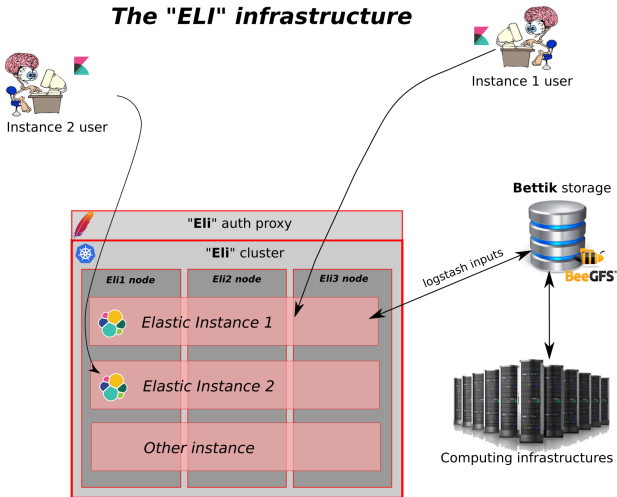 The "ELI" infrastructure
Instance 1 user
Instance 2 user
Bettik storage
"Eli" auth proxy
"Eli" cluster
logstash inputs
BeeGFS®
Eli1 node
Eli2 node
Eli3 node
Elastic Instance 1
Elastic Instance 2
Other instance
Computing infrastructures